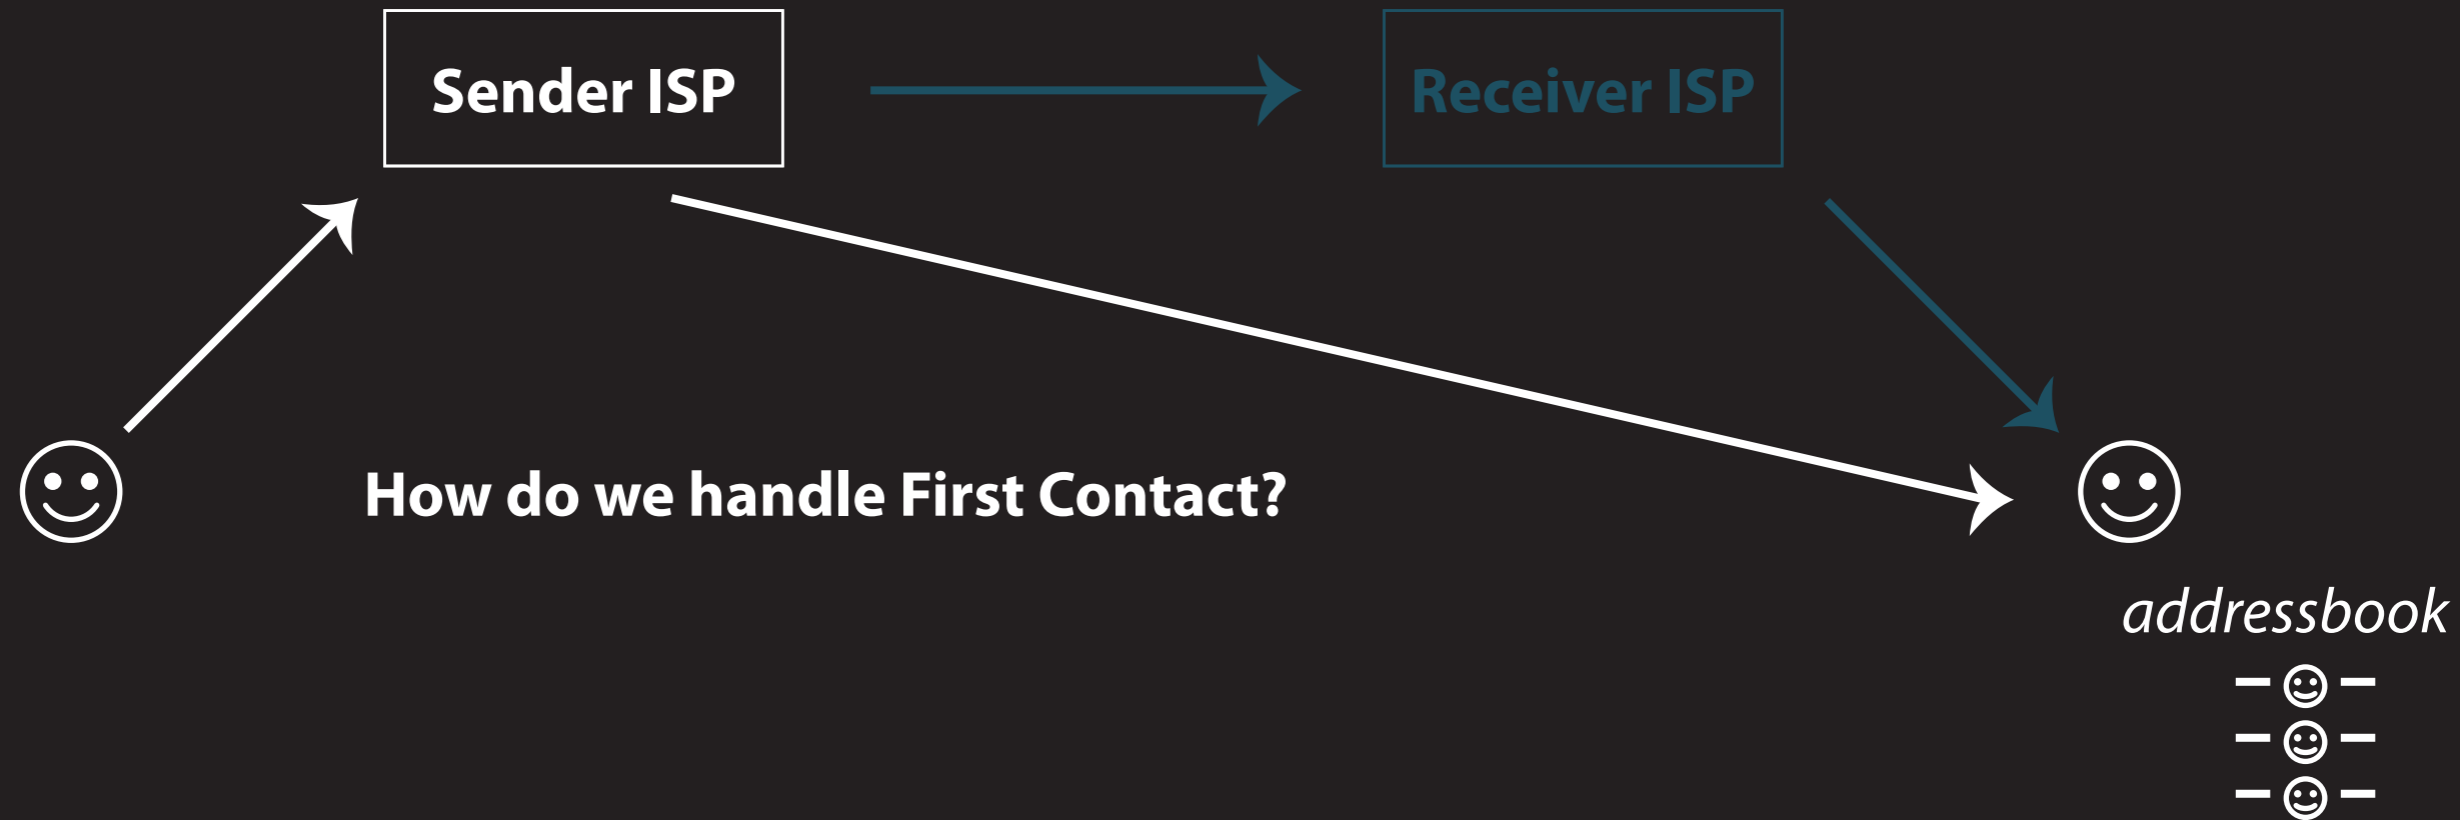 Sender ISP
Receiver ISP
How do we handle First Contact?
addressbook